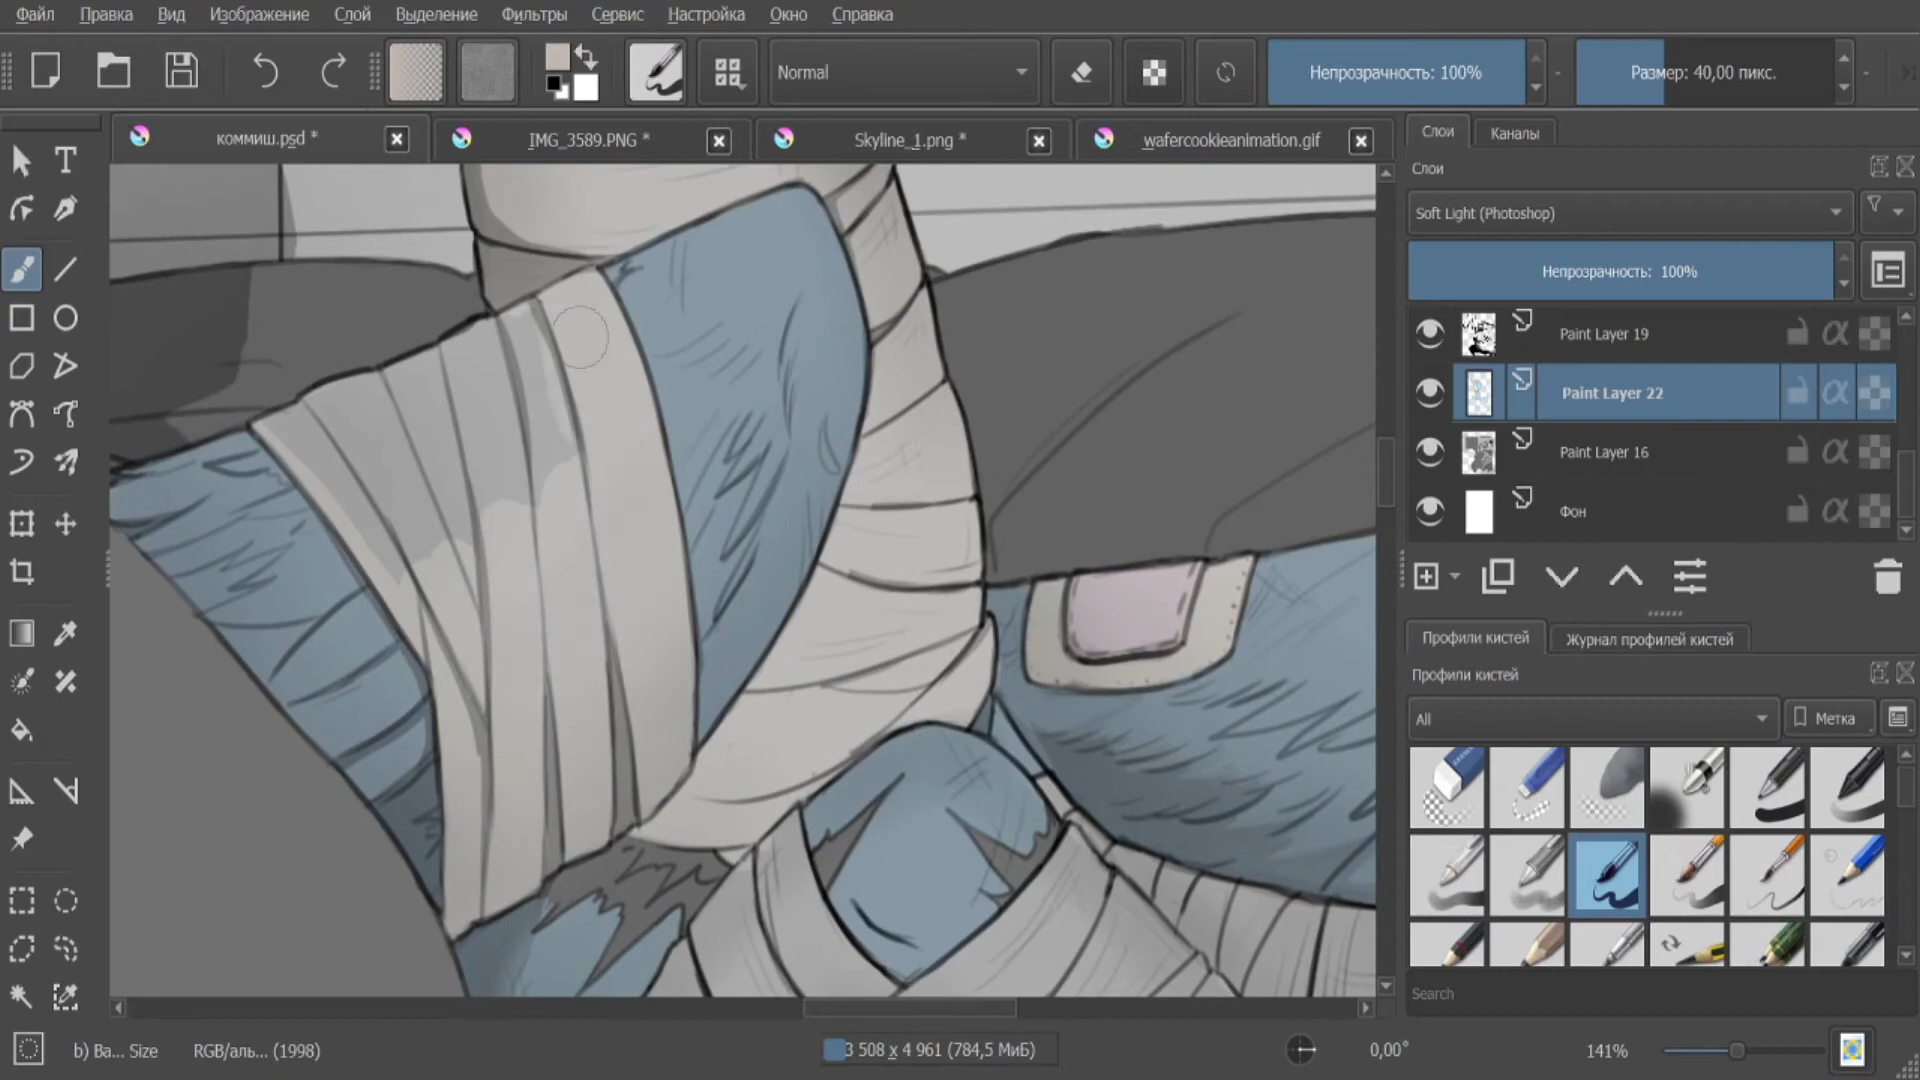 Файл Правка Вид Изображение Слой Выделение Фильтры Сервис Настройка Окно Справка
Normal Непрозрачность: 100% Размер: 40,00 пикс.
коммиш.psd * IMG_3589.PNG * Skyline_1.png * wafercookieanimation.gif
Слои Каналы
Слои
Soft Light (Photoshop)
Непрозрачность: 100%
Paint Layer 19
Paint Layer 22
Paint Layer 16
Фон
Профили кистей Журнал профилей кистей
Профили кистей
All Метка
Search
b) Ba... Size RGB/аль... (1998) 3 508 x 4 961 (784,5 МиБ) 0,00° 141%